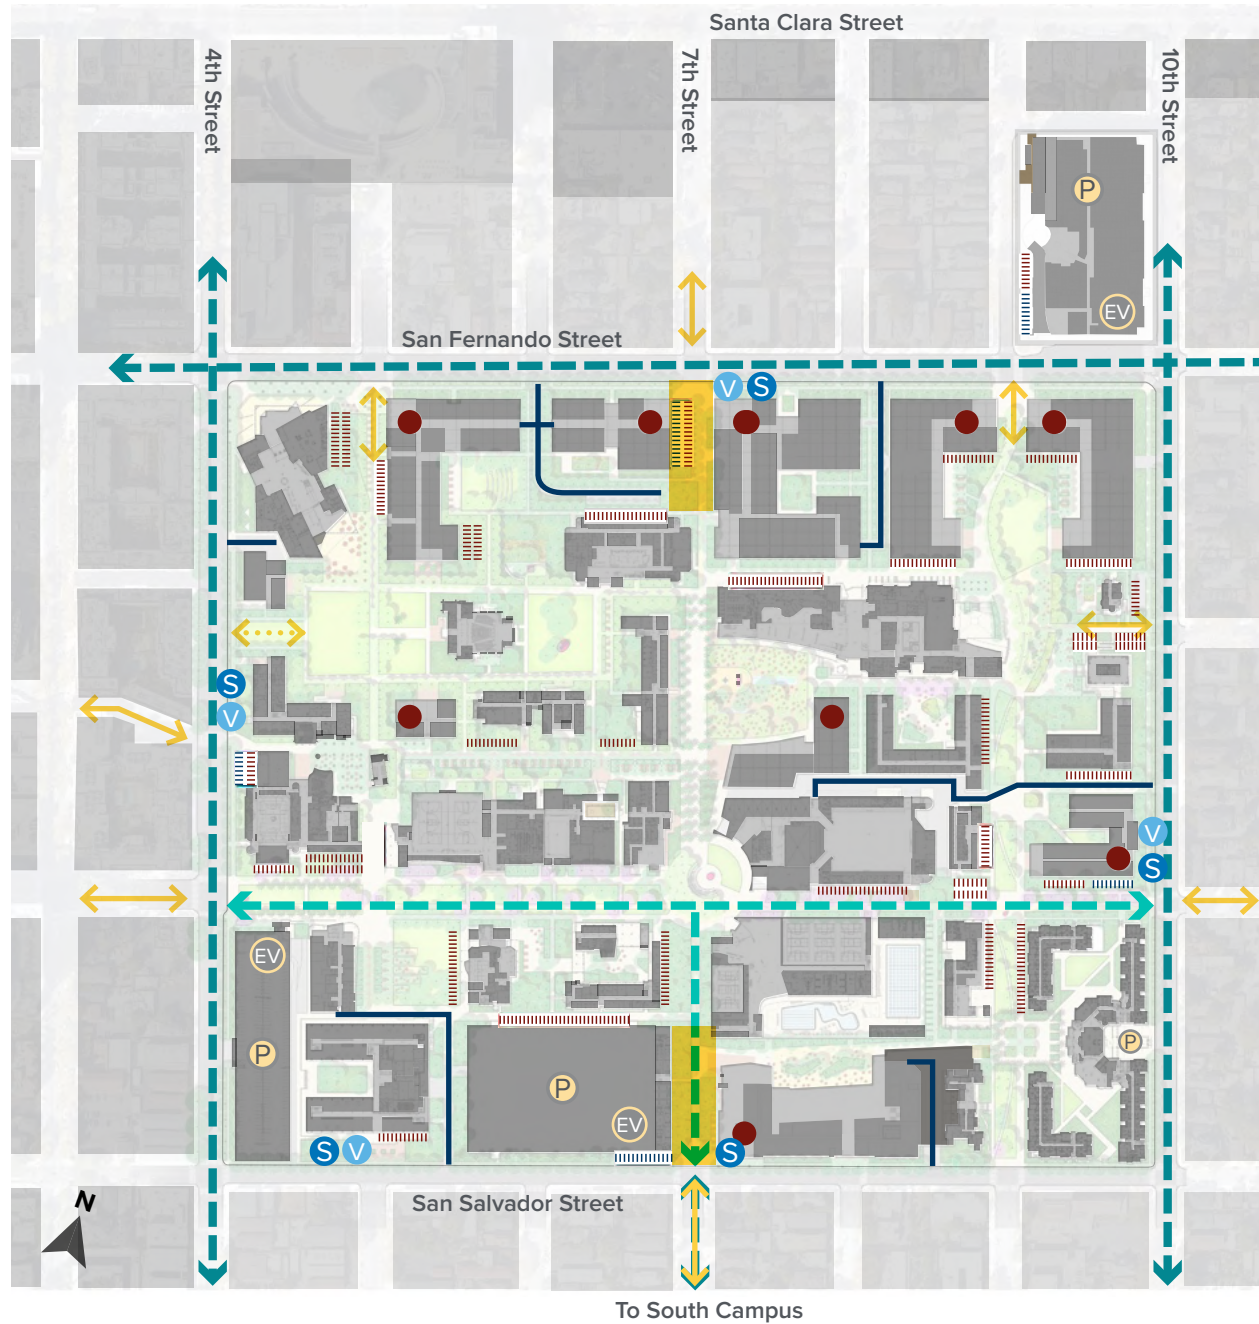 Santa Clara Street
4th Street
7th Street
10th Street
P
EV
San Fernando Street
V S
S
V
V
S
EV
P
P
P
EV
S V
S
N
San Salvador Street
To South Campus